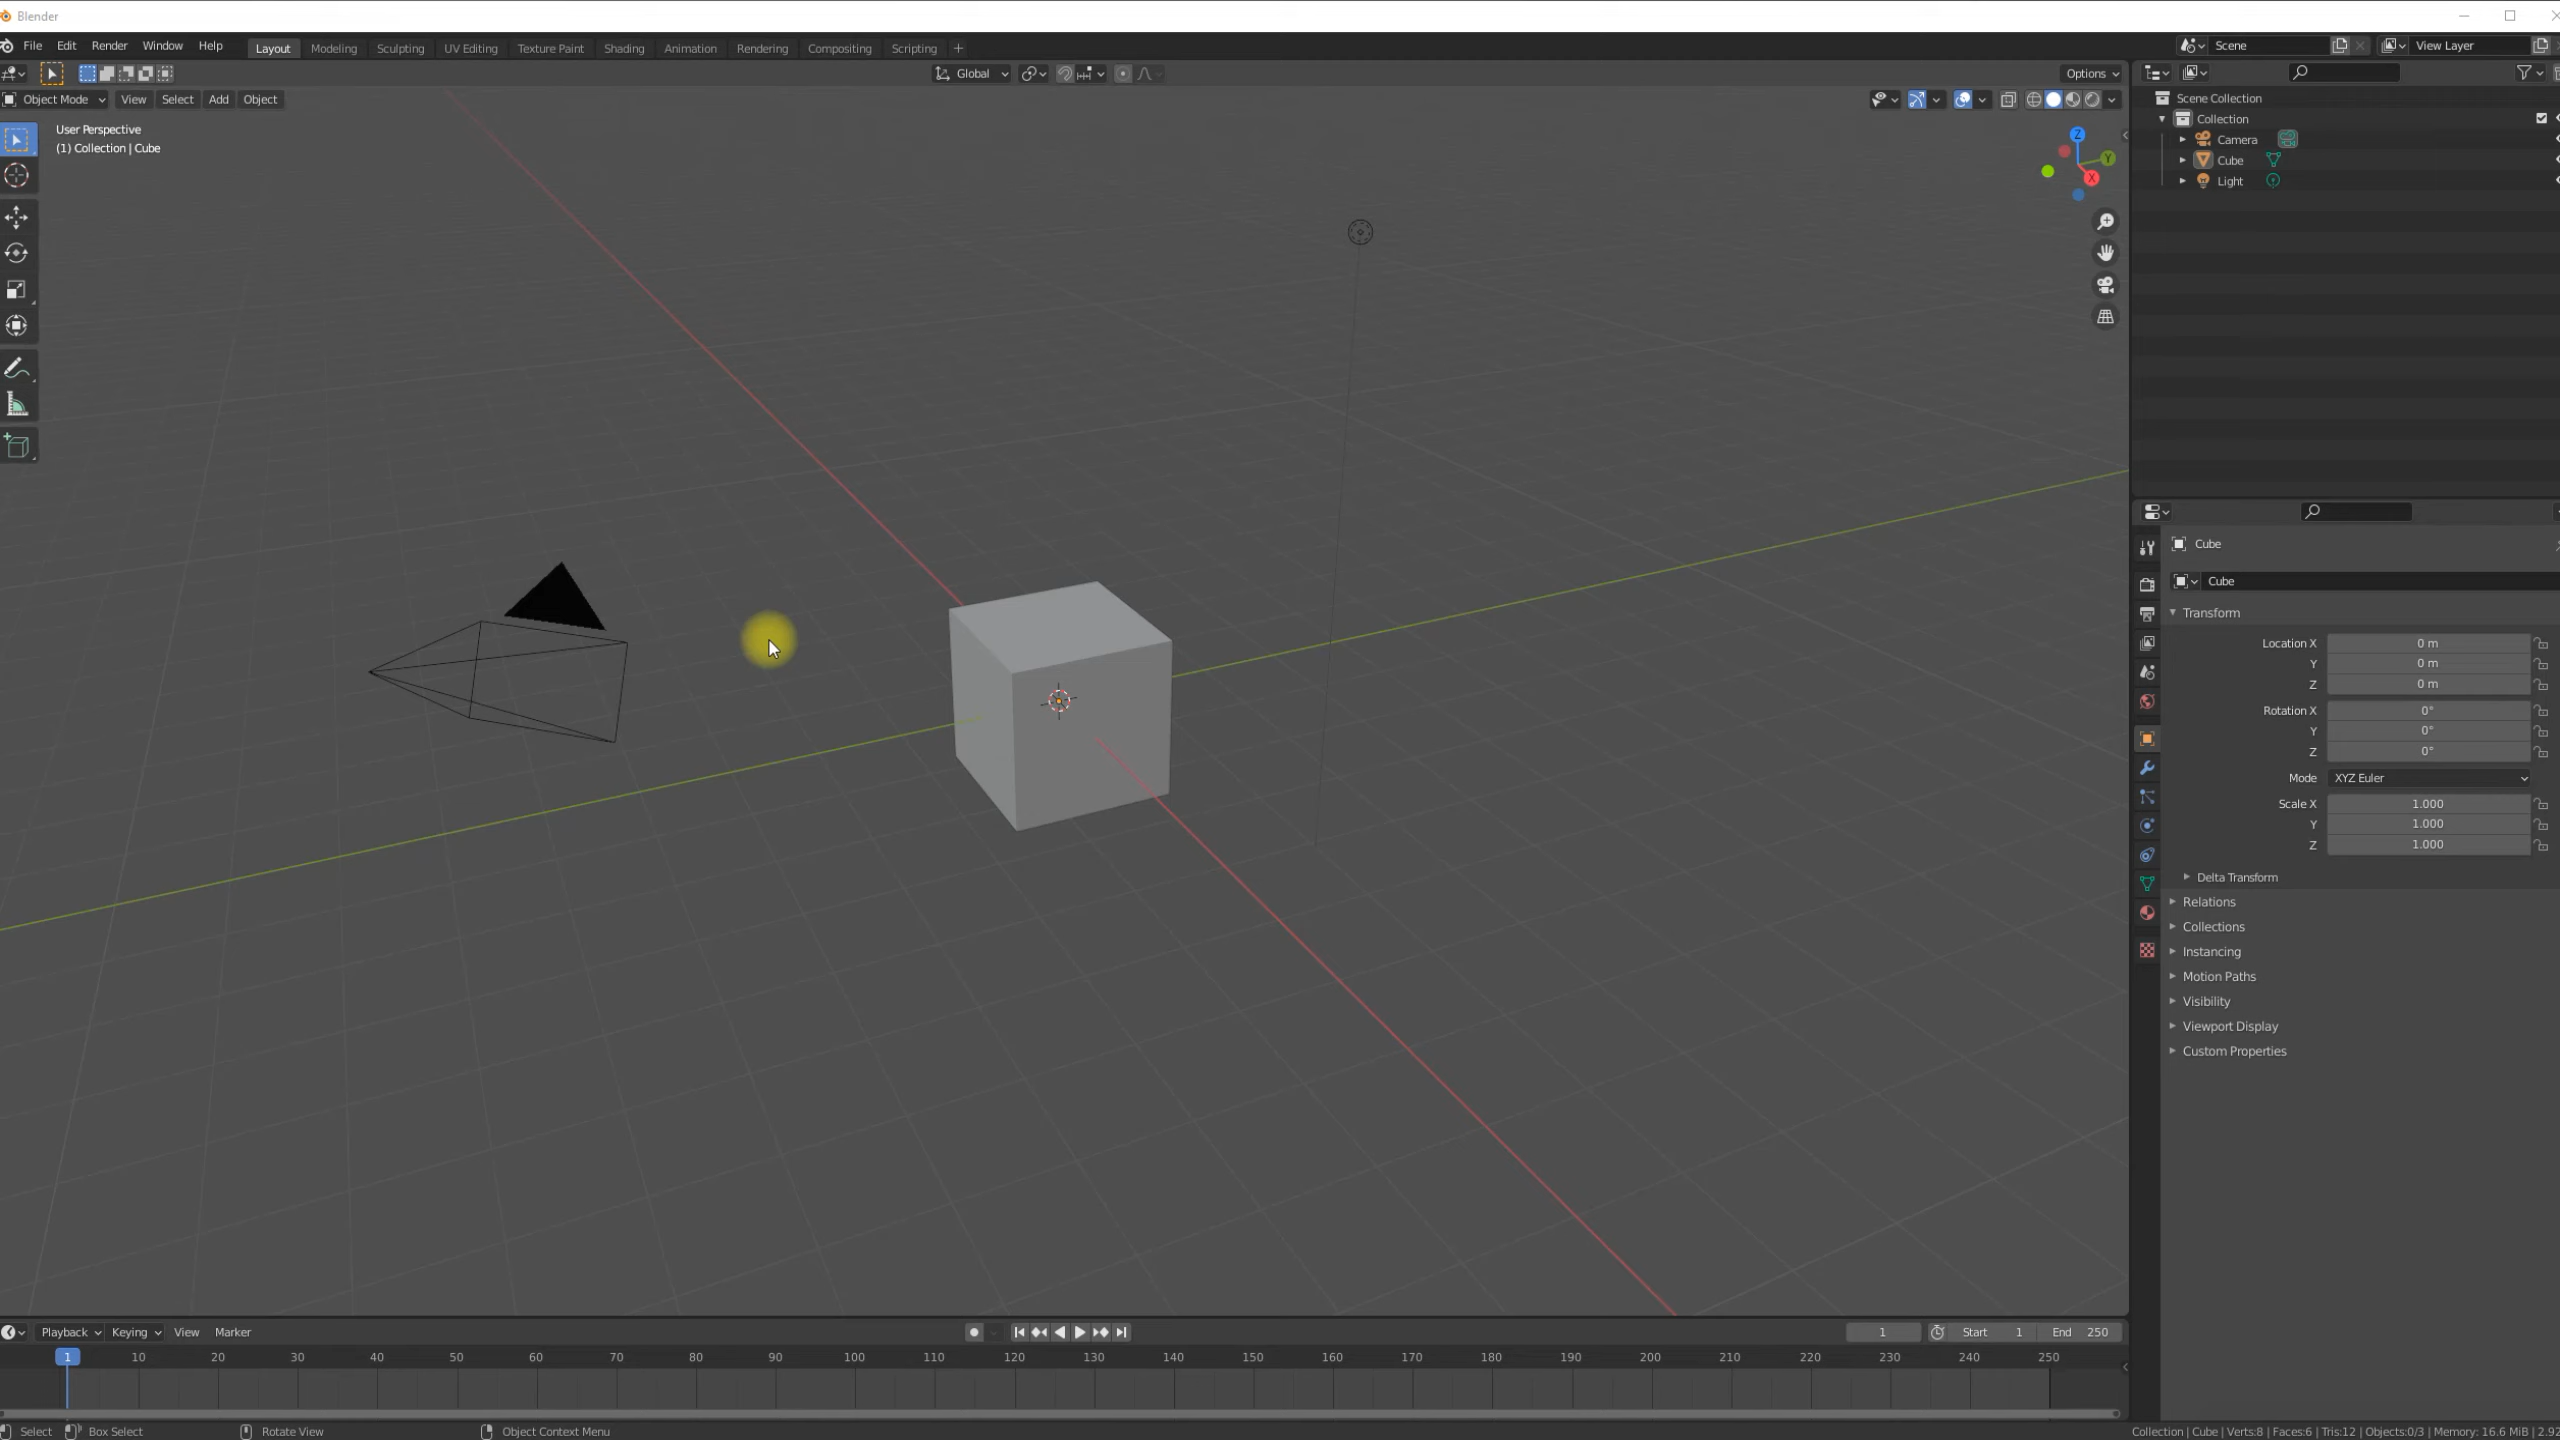 Blender
File Edit Render Window Help Layout Modeling Sculpting UV Editing Texture Paint Shading Animation Rendering Compositing Scripting + Scene View Layer
Global Options
Object Mode View Select Add Object
User Perspective
(1) Collection | Cube
Z
Y
X
Scene Collection
Collection
Camera
Cube
Light
Cube
Cube
Transform
Location X 0 m
Y 0 m
Z 0 m
Rotation X 0°
Y 0°
Z 0°
Mode XYZ Euler
Scale X 1.000
Y 1.000
Z 1.000
Delta Transform
Relations
Collections
Instancing
Motion Paths
Visibility
Viewport Display
Custom Properties
Playback Keying View Marker 1 Start 1 End 250
1 10 20 30 40 50 60 70 80 90 100 110 120 130 140 150 160 170 180 190 200 210 220 230 240 250
Select Box Select Rotate View Object Context Menu Collection | Cube | Verts:8 | Faces:6 | Tris:12 | Objects:0/3 | Memory: 16.6 MiB | 2.92